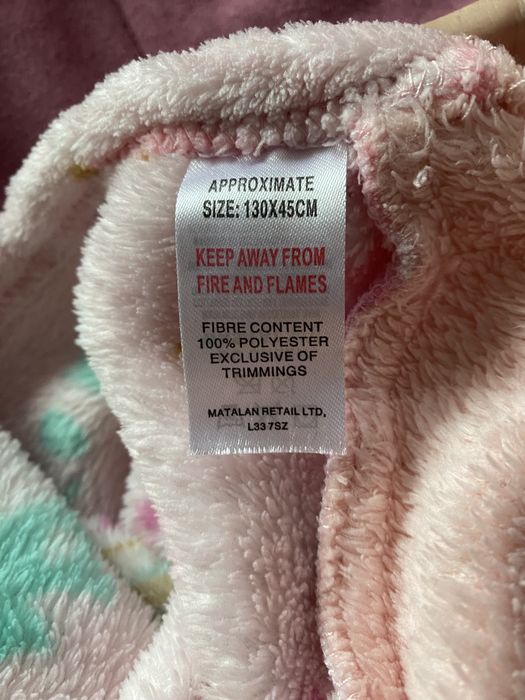 APPROXIMATE
SIZE: 130X45CM
KEEP AWAY FROM
FIRE AND FLAMES
FIBRE CONTENT
100% POLYESTER
EXCLUSIVE OF
TRIMMINGS
MATALAN RETAIL LTD,
L33 7SZ